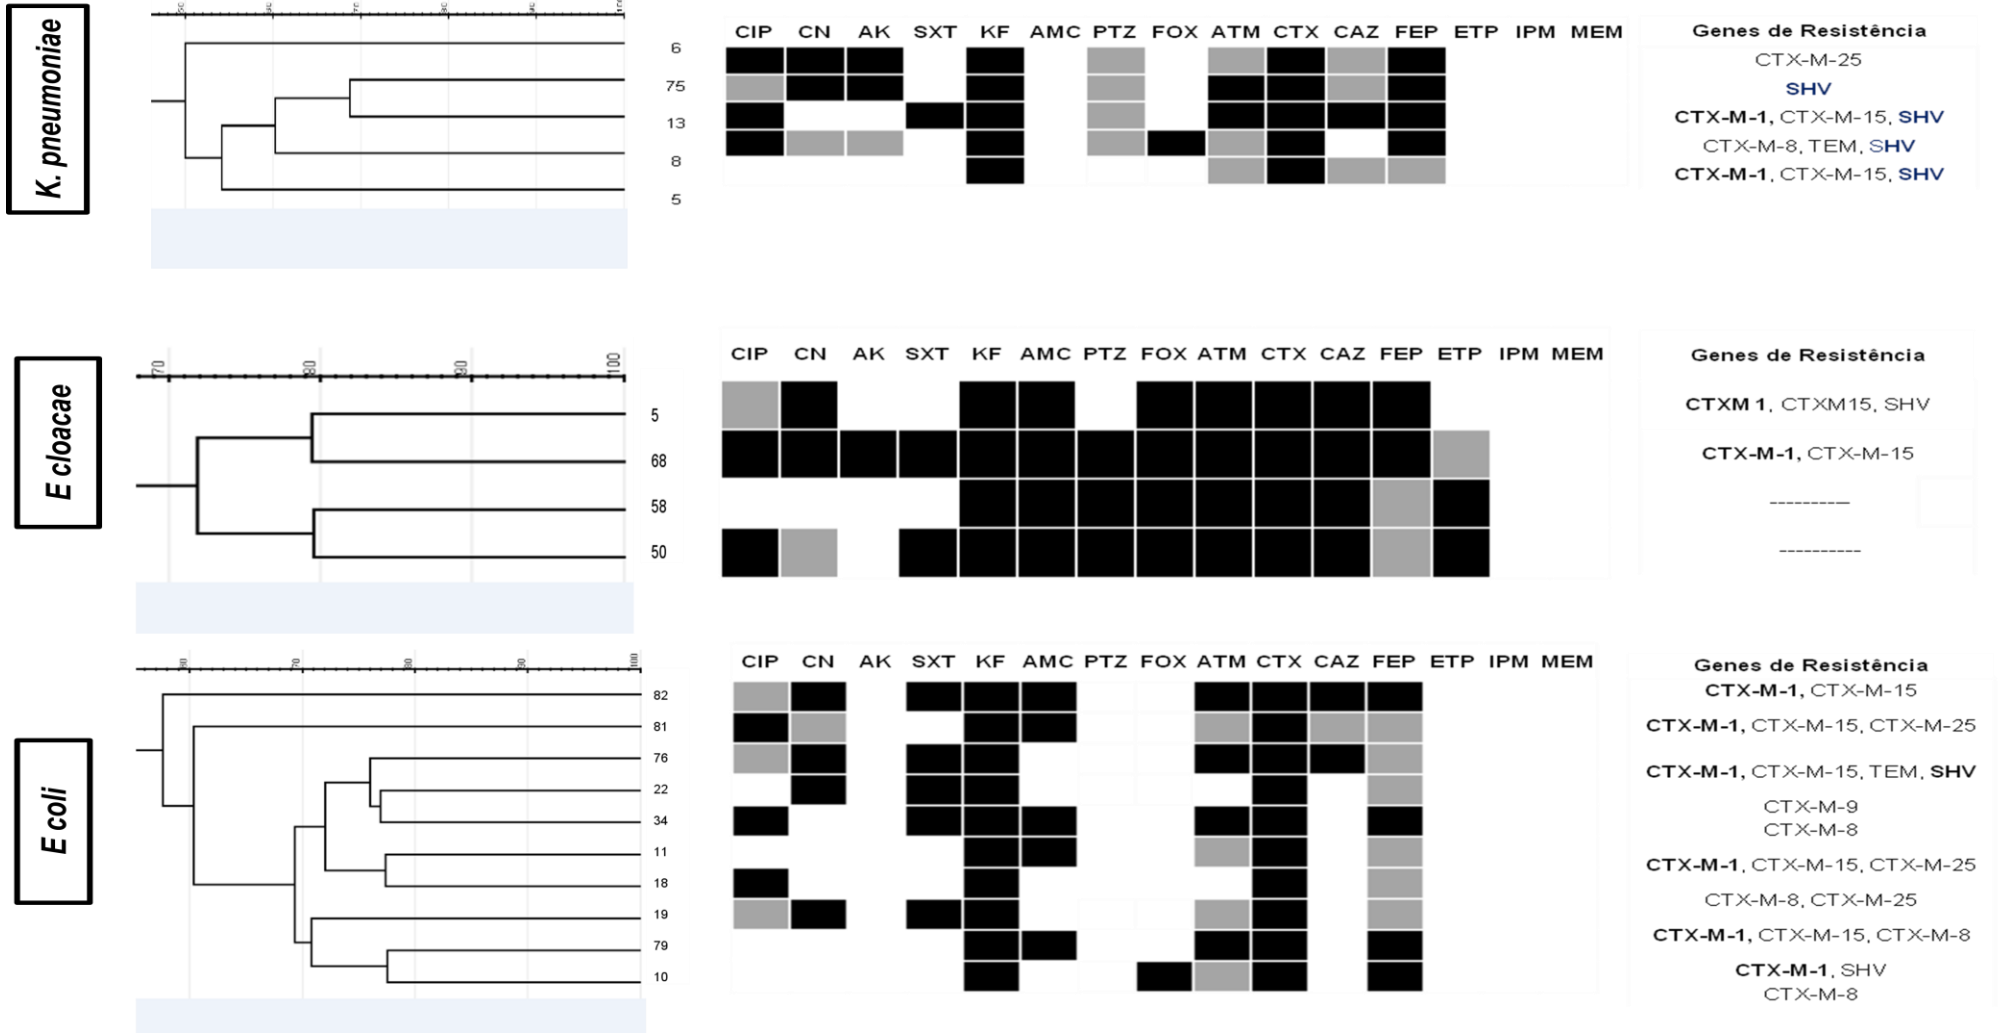 K. pneumoniae
CIP CN AK SXT KF AMC PTZ FOX ATM CTX CAZ FEP ETP IPM MEM
Genes de Resistência
6
75
13
8
5
CTX-M-25
SHV
CTX-M-1, CTX-M-15, SHV
CTX-M-8, TEM, SHV
CTX-M-1, CTX-M-15, SHV
E cloacae
70 80 90 100
CIP CN AK SXT KF AMC PTZ FOX ATM CTX CAZ FEP ETP IPM MEM
Genes de Resistência
5
68
58
50
CTXM 1, CTXM15, SHV
CTX-M-1, CTX-M-15
----------
----------
E coli
70 80 90 100
CIP CN AK SXT KF AMC PTZ FOX ATM CTX CAZ FEP ETP IPM MEM
Genes de Resistência
82
81
76
22
34
11
18
19
79
10
CTX-M-1, CTX-M-15
CTX-M-1, CTX-M-15, CTX-M-25
CTX-M-1, CTX-M-15, TEM, SHV
CTX-M-9
CTX-M-8
CTX-M-1, CTX-M-15, CTX-M-25
CTX-M-8, CTX-M-25
CTX-M-1, CTX-M-15, CTX-M-8
CTX-M-1, SHV
CTX-M-8